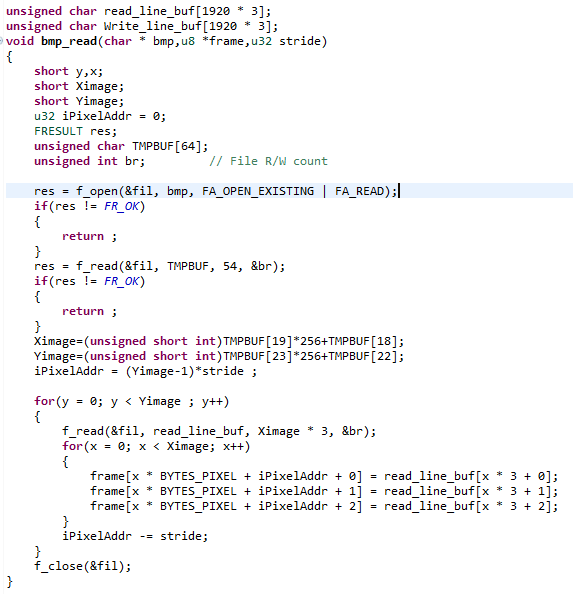 unsigned char read_line_buf[1920 * 3];
unsigned char Write_line_buf[1920 * 3];
void bmp_read(char * bmp,u8 *frame,u32 stride)
{
    short y,x;
    short Ximage;
    short Yimage;
    u32 iPixelAddr = 0;
    FRESULT res;
    unsigned char TMPBUF[64];
    unsigned int br;         // File R/W count
    res = f_open(&fil, bmp, FA_OPEN_EXISTING | FA_READ);
    if(res != FR_OK)
    {
        return ;
    }
    res = f_read(&fil, TMPBUF, 54, &br);
    if(res != FR_OK)
    {
        return ;
    }
    Ximage=(unsigned short int)TMPBUF[19]*256+TMPBUF[18];
    Yimage=(unsigned short int)TMPBUF[23]*256+TMPBUF[22];
    iPixelAddr = (Yimage-1)*stride ;
    for(y = 0; y < Yimage ; y++)
    {
        f_read(&fil, read_line_buf, Ximage * 3, &br);
        for(x = 0; x < Ximage; x++)
        {
            frame[x * BYTES_PIXEL + iPixelAddr + 0] = read_line_buf[x * 3 + 0];
            frame[x * BYTES_PIXEL + iPixelAddr + 1] = read_line_buf[x * 3 + 1];
            frame[x * BYTES_PIXEL + iPixelAddr + 2] = read_line_buf[x * 3 + 2];
        }
        iPixelAddr -= stride;
    }
    f_close(&fil);
}